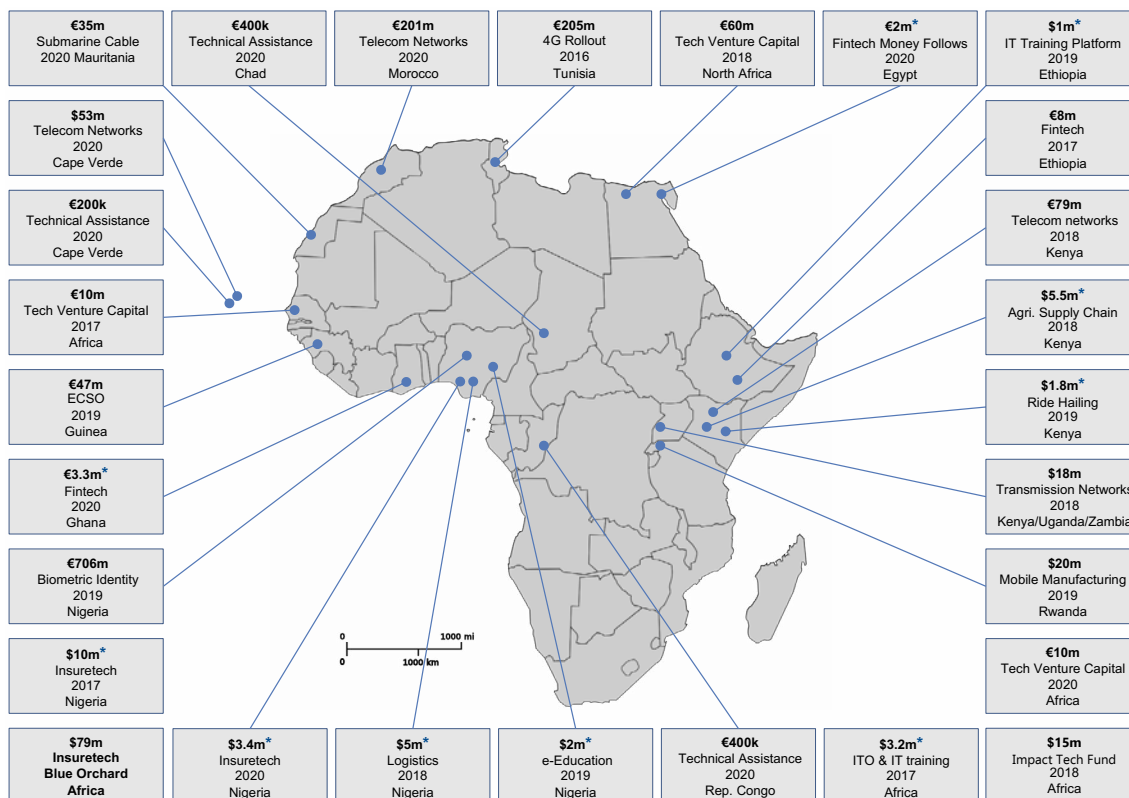 €35m
Submarine Cable
2020 Mauritania
€400k
Technical Assistance
2020
Chad
€201m
Telecom Networks
2020
Morocco
€205m
4G Rollout
2016
Tunisia
€60m
Tech Venture Capital
2018
North Africa
€2m*
Fintech Money Follows
2020
Egypt
$1m*
IT Training Platform
2019
Ethiopia
$53m
Telecom Networks
2020
Cape Verde
€8m
Fintech
2017
Ethiopia
€200k
Technical Assistance
2020
Cape Verde
€79m
Telecom networks
2018
Kenya
€10m
Tech Venture Capital
2017
Africa
$5.5m*
Agri. Supply Chain
2018
Kenya
€47m
ECSO
2019
Guinea
$1.8m*
Ride Hailing
2019
Kenya
€3.3m*
Fintech
2020
Ghana
$18m
Transmission Networks
2018
Kenya/Uganda/Zambia
€706m
Biometric Identity
2019
Nigeria
$20m
Mobile Manufacturing
2019
Rwanda
0 1000 mi
0 1000 km
$10m*
Insuretech
2017
Nigeria
€10m
Tech Venture Capital
2020
Africa
$79m
Insuretech
Blue Orchard
Africa
$3.4m*
Insuretech
2020
Nigeria
$5m*
Logistics
2018
Nigeria
$2m*
e-Education
2019
Nigeria
€400k
Technical Assistance
2020
Rep. Congo
$3.2m*
ITO & IT training
2017
Africa
$15m
Impact Tech Fund
2018
Africa